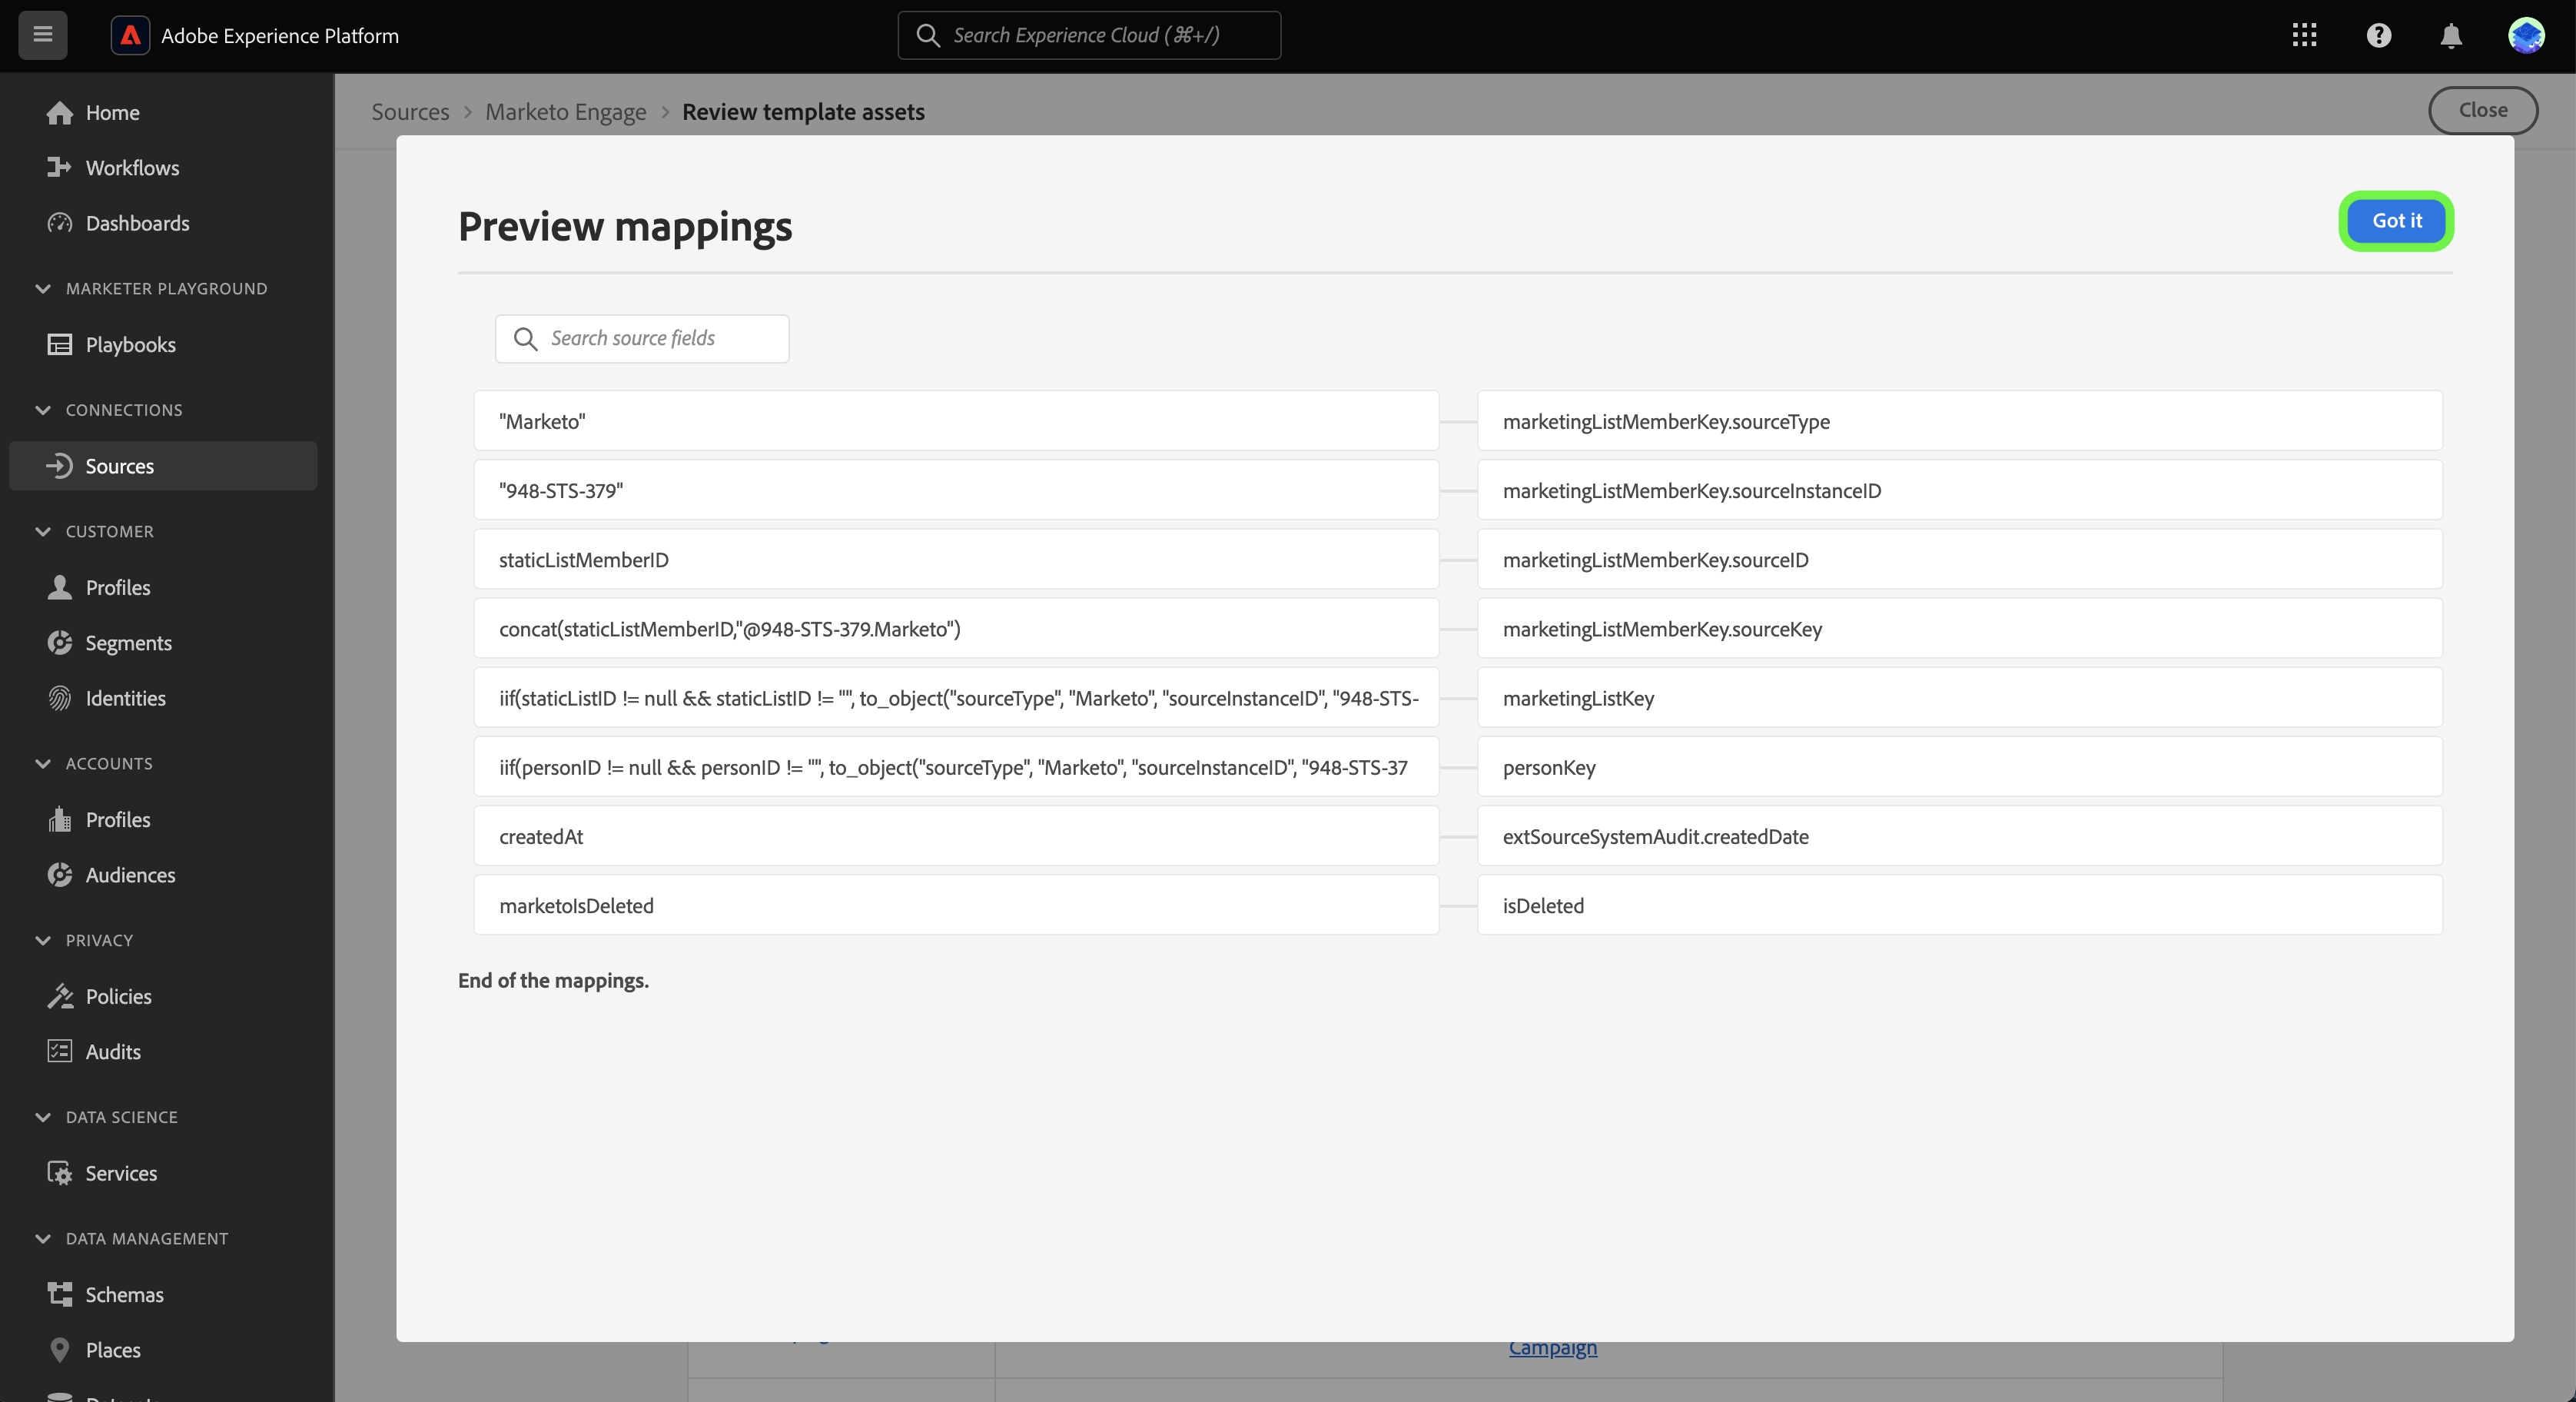 Adobe Experience Platform
Search Experience Cloud (⌘+/)
Home
Workflows
Dashboards
MARKETER PLAYGROUND
Playbooks
CONNECTIONS
Sources
CUSTOMER
Profiles
Segments
Identities
ACCOUNTS
Profiles
Audiences
PRIVACY
Policies
Audits
DATA SCIENCE
Services
DATA MANAGEMENT
Schemas
Places
Sources > Marketo Engage > Review template assets
Close
Preview mappings
Got it
Search source fields
"Marketo" marketingListMemberKey.sourceType
"948-STS-379" marketingListMemberKey.sourceInstanceID
staticListMemberID marketingListMemberKey.sourceID
concat(staticListMemberID,"@948-STS-379.Marketo") marketingListMemberKey.sourceKey
iif(staticListID != null && staticListID != "", to_object("sourceType", "Marketo", "sourceInstanceID", "948-STS- marketingListKey
iif(personID != null && personID != "", to_object("sourceType", "Marketo", "sourceInstanceID", "948-STS-37 personKey
createdAt extSourceSystemAudit.createdDate
marketoIsDeleted isDeleted
End of the mappings.
Campaign